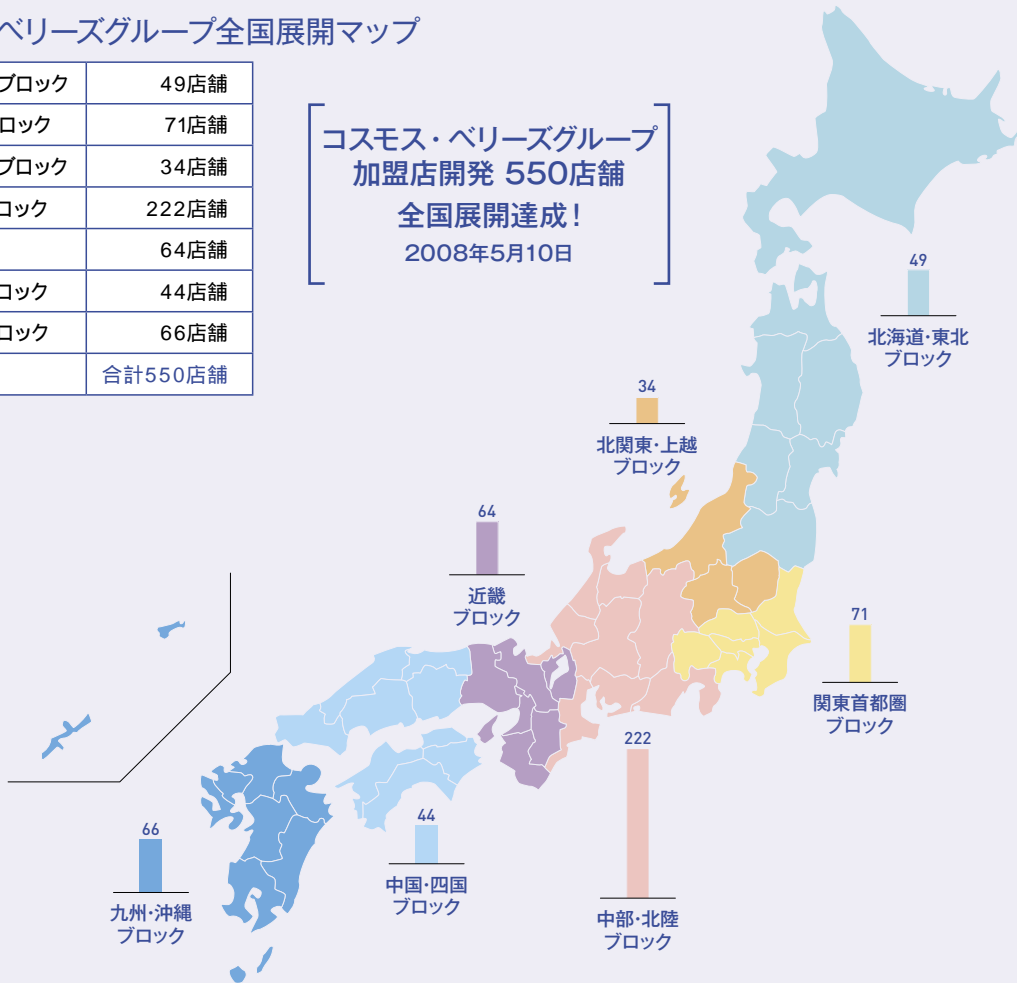 ベリーズグループ全国展開マップ
ブロック 49店舗
ロック 71店舗
ブロック 34店舗
ロック 222店舗
64店舗
ロック 44店舗
ロック 66店舗
合計550店舗
コスモス・ベリーズグループ
加盟店開発 550店舗
全国展開達成！
2008年5月10日
49
北海道・東北
ブロック
34
北関東・上越
ブロック
64
近畿
ブロック
71
関東首都圏
ブロック
222
中部・北陸
ブロック
44
中国・四国
ブロック
66
九州・沖縄
ブロック